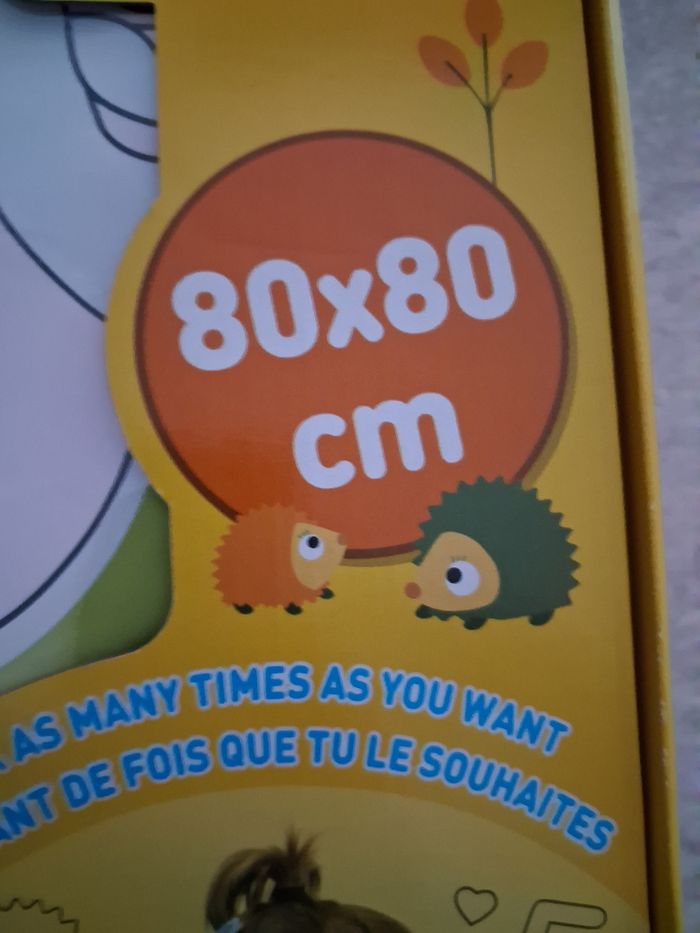 80x80
cm
AS MANY TIMES AS YOU WANT
DE FOIS QUE TU LE SOUHAITES